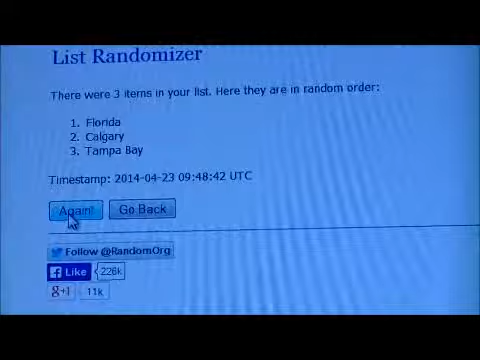 List Randomizer
There were 3 items in your list. Here they are in random order:
1. Florida
2. Calgary
3. Tampa Bay
Timestamp: 2014-04-23 09:48:42 UTC
Again! Go Back
Follow @RandomOrg
Like 226k
g+1 11k